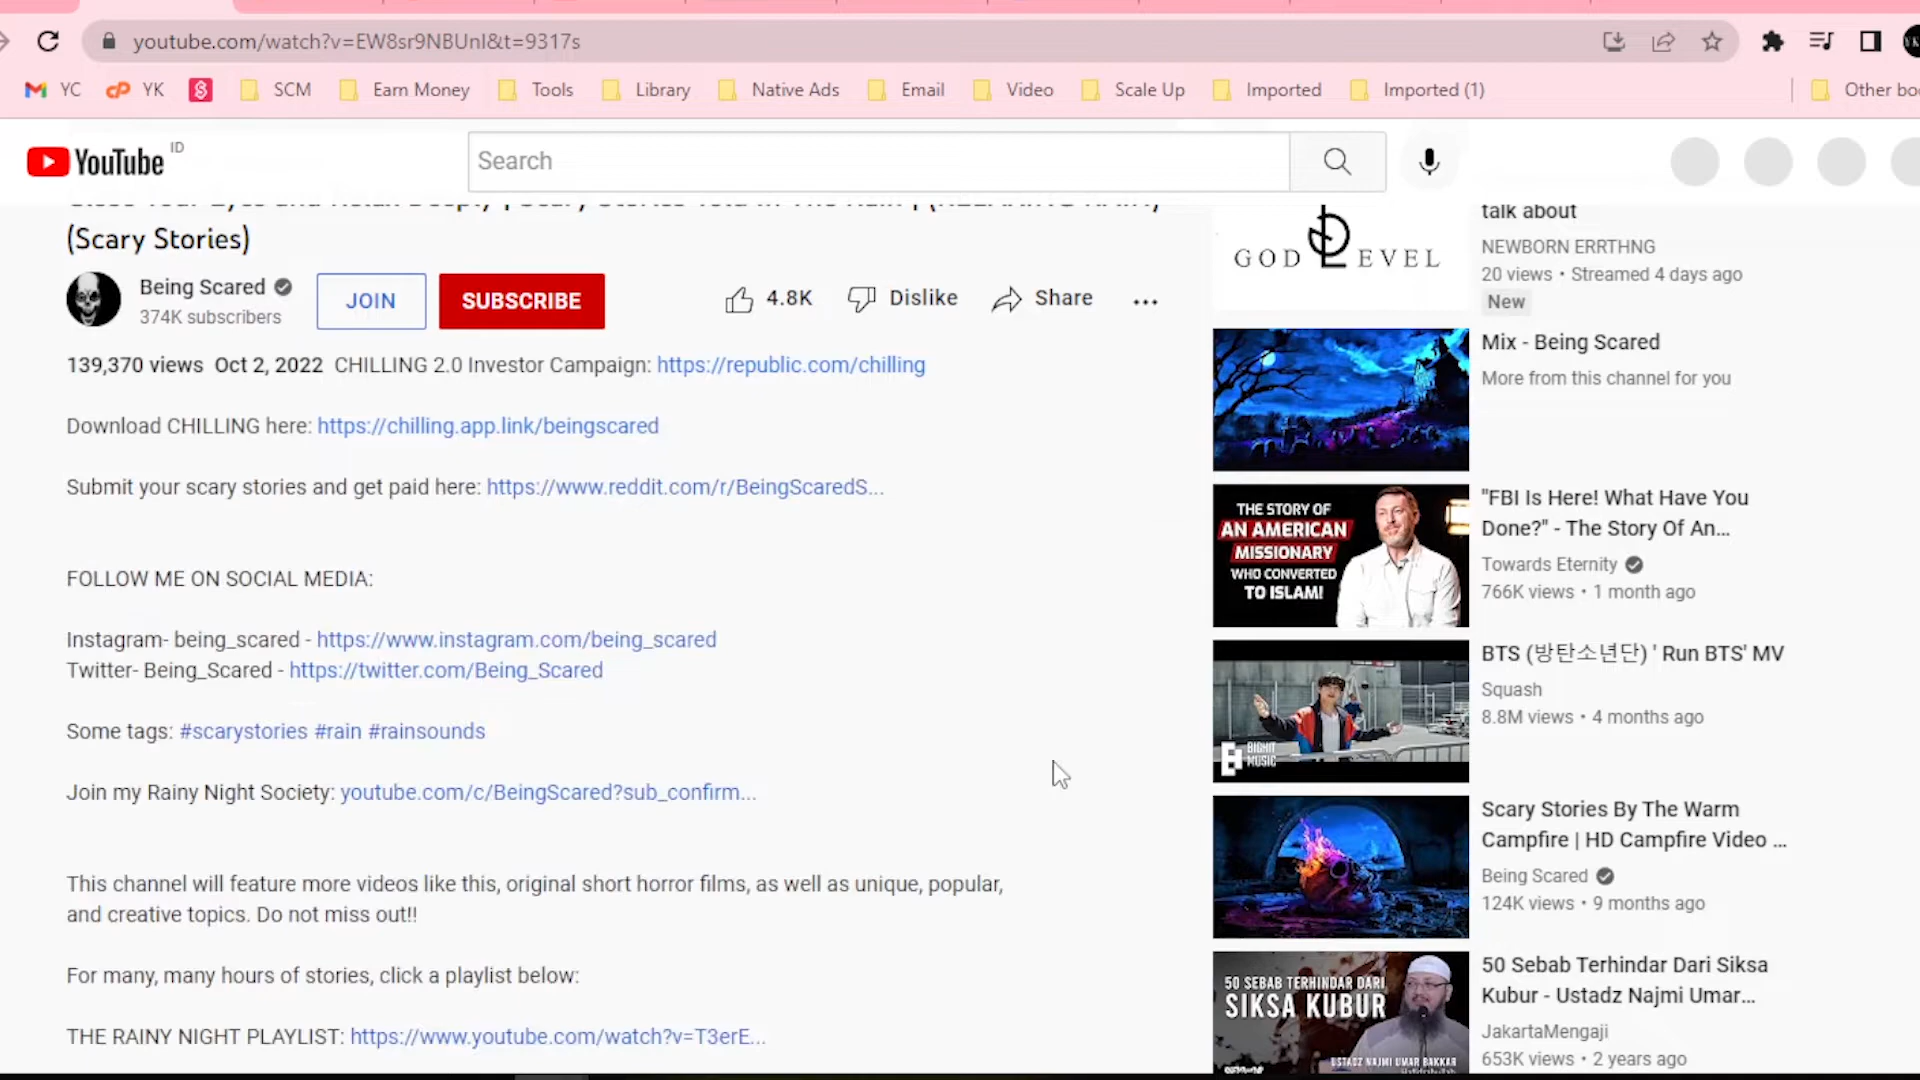 youtube.com/watch?v=EW8sr9NBUnI&t=9317s
YC
YK
SCM
Earn Money
Tools
Library
Native Ads
Email
Video
Scale Up
Imported
Imported (1)
Other bo
YouTube ID
Search
(Scary Stories)
Being Scared
374K subscribers
JOIN
SUBSCRIBE
4.8K
Dislike
Share
139,370 views Oct 2, 2022 CHILLING 2.0 Investor Campaign: https://republic.com/chilling
Download CHILLING here: https://chilling.app.link/beingscared
Submit your scary stories and get paid here: https://www.reddit.com/r/BeingScaredS...
FOLLOW ME ON SOCIAL MEDIA:
Instagram- being_scared - https://www.instagram.com/being_scared
Twitter- Being_Scared - https://twitter.com/Being_Scared
Some tags: #scarystories #rain #rainsounds
Join my Rainy Night Society: youtube.com/c/BeingScared?sub_confirm...
This channel will feature more videos like this, original short horror films, as well as unique, popular,
and creative topics. Do not miss out!!
For many, many hours of stories, click a playlist below:
THE RAINY NIGHT PLAYLIST: https://www.youtube.com/watch?v=T3erE...
GOD LEVEL
talk about
NEWBORN ERRTHNG
20 views • Streamed 4 days ago
New
Mix - Being Scared
More from this channel for you
THE STORY OF
AN AMERICAN
MISSIONARY
WHO CONVERTED
TO ISLAM!
"FBI Is Here! What Have You
Done?" - The Story Of An...
Towards Eternity
766K views • 1 month ago
BIGHIT
MUSIC
BTS (방탄소년단) ' Run BTS' MV
Squash
8.8M views • 4 months ago
Scary Stories By The Warm
Campfire | HD Campfire Video ...
Being Scared
124K views • 9 months ago
50 SEBAB TERHINDAR DARI
SIKSA KUBUR
USTADZ NAJMI UMAR BAKKAR
50 Sebab Terhindar Dari Siksa
Kubur - Ustadz Najmi Umar...
JakartaMengaji
653K views • 2 years ago